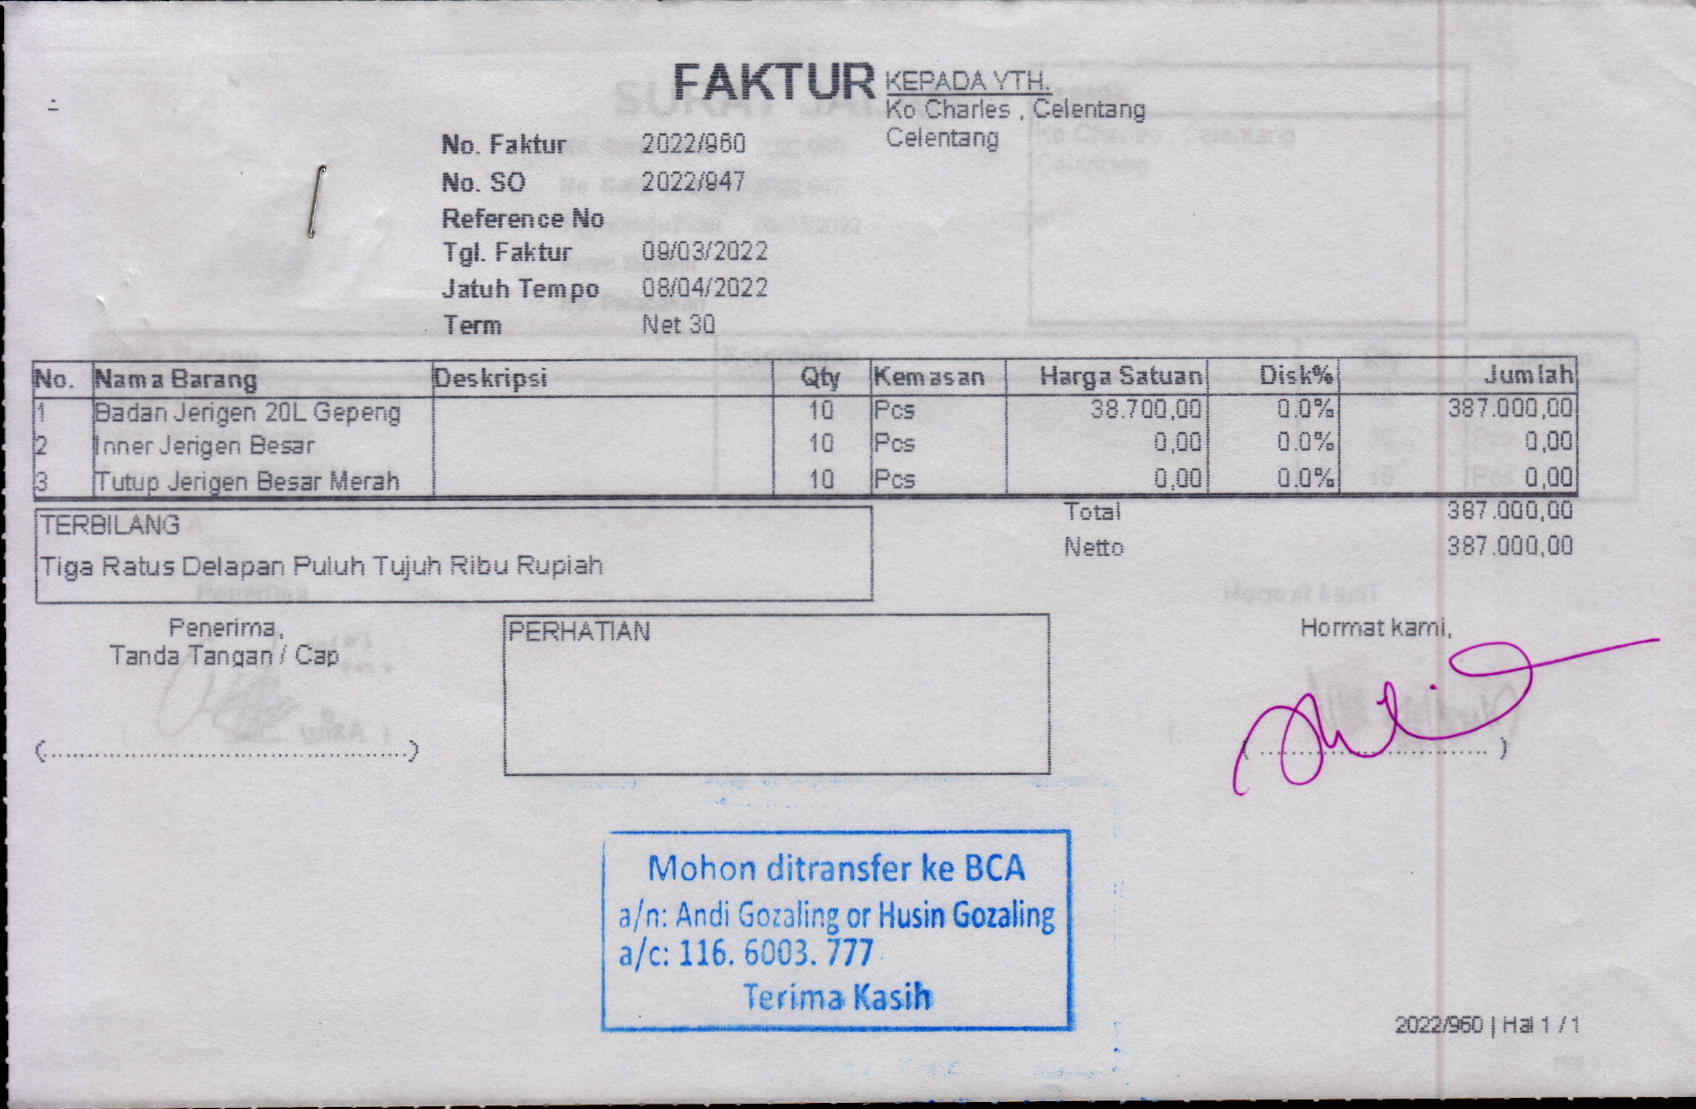 FAKTUR
KEPADA YTH.
Ko Charles , Celentang
Celentang
No. Faktur 2022/960
No. SO 2022/947
Reference No
Tgl. Faktur 09/03/2022
Jatuh Tempo 08/04/2022
Term Net 30
No. Nama Barang Deskripsi Qty Kemasan Harga Satuan Disk% Jumlah
1 Badan Jerigen 20L Gepeng 10 Pcs 38.700,00 0.0% 387.000,00
2 Inner Jerigen Besar 10 Pcs 0,00 0.0% 0,00
3 Tutup Jerigen Besar Merah 10 Pcs 0,00 0.0% 0,00
Total 387.000,00
Netto 387.000,00
TERBILANG
Tiga Ratus Delapan Puluh Tujuh Ribu Rupiah
Penerima,
Tanda Tangan / Cap
(............................................)
PERHATIAN
Hormat kami,
( ............................ )
Mohon ditransfer ke BCA
a/n: Andi Gozaling or Husin Gozaling
a/c: 116. 6003. 777
Terima Kasih
2022/960 | Hal 1 / 1